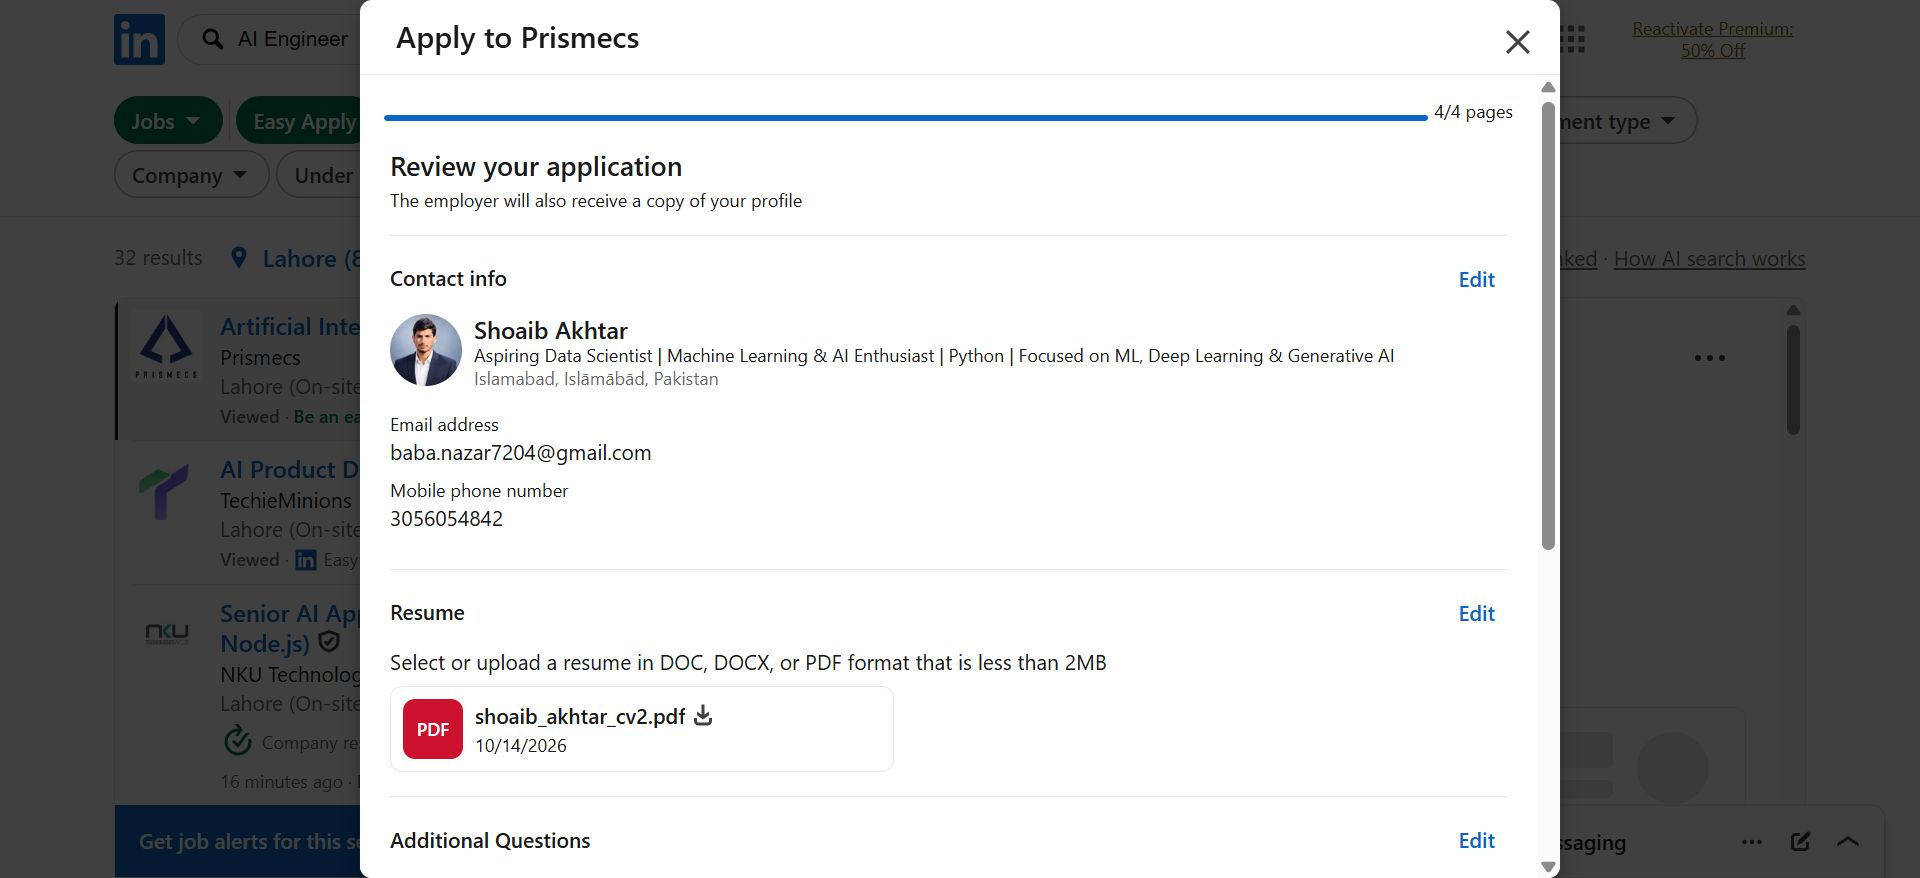 in
AI Engineer
Reactivate Premium:
50% Off
Jobs
Easy Apply
ment type
Company
Under
32 results
Lahore (8
ked · How AI search works
PRISMECS
Artificial Inte
Prismecs
Lahore (On-site
Viewed · Be an ea
AI Product D
TechieMinions
Lahore (On-site
Viewed · in Easy
nku
Senior AI App
Node.js)
NKU Technolog
Lahore (On-site
Company re
16 minutes ago ·
Get job alerts for this se
Apply to Prismecs
4/4 pages
Review your application
The employer will also receive a copy of your profile
Contact info
Edit
Shoaib Akhtar
Aspiring Data Scientist | Machine Learning & AI Enthusiast | Python | Focused on ML, Deep Learning & Generative AI
Islamabad, Islāmābād, Pakistan
Email address
baba.nazar7204@gmail.com
Mobile phone number
3056054842
Resume
Edit
Select or upload a resume in DOC, DOCX, or PDF format that is less than 2MB
PDF
shoaib_akhtar_cv2.pdf
10/14/2026
Additional Questions
Edit
ssaging